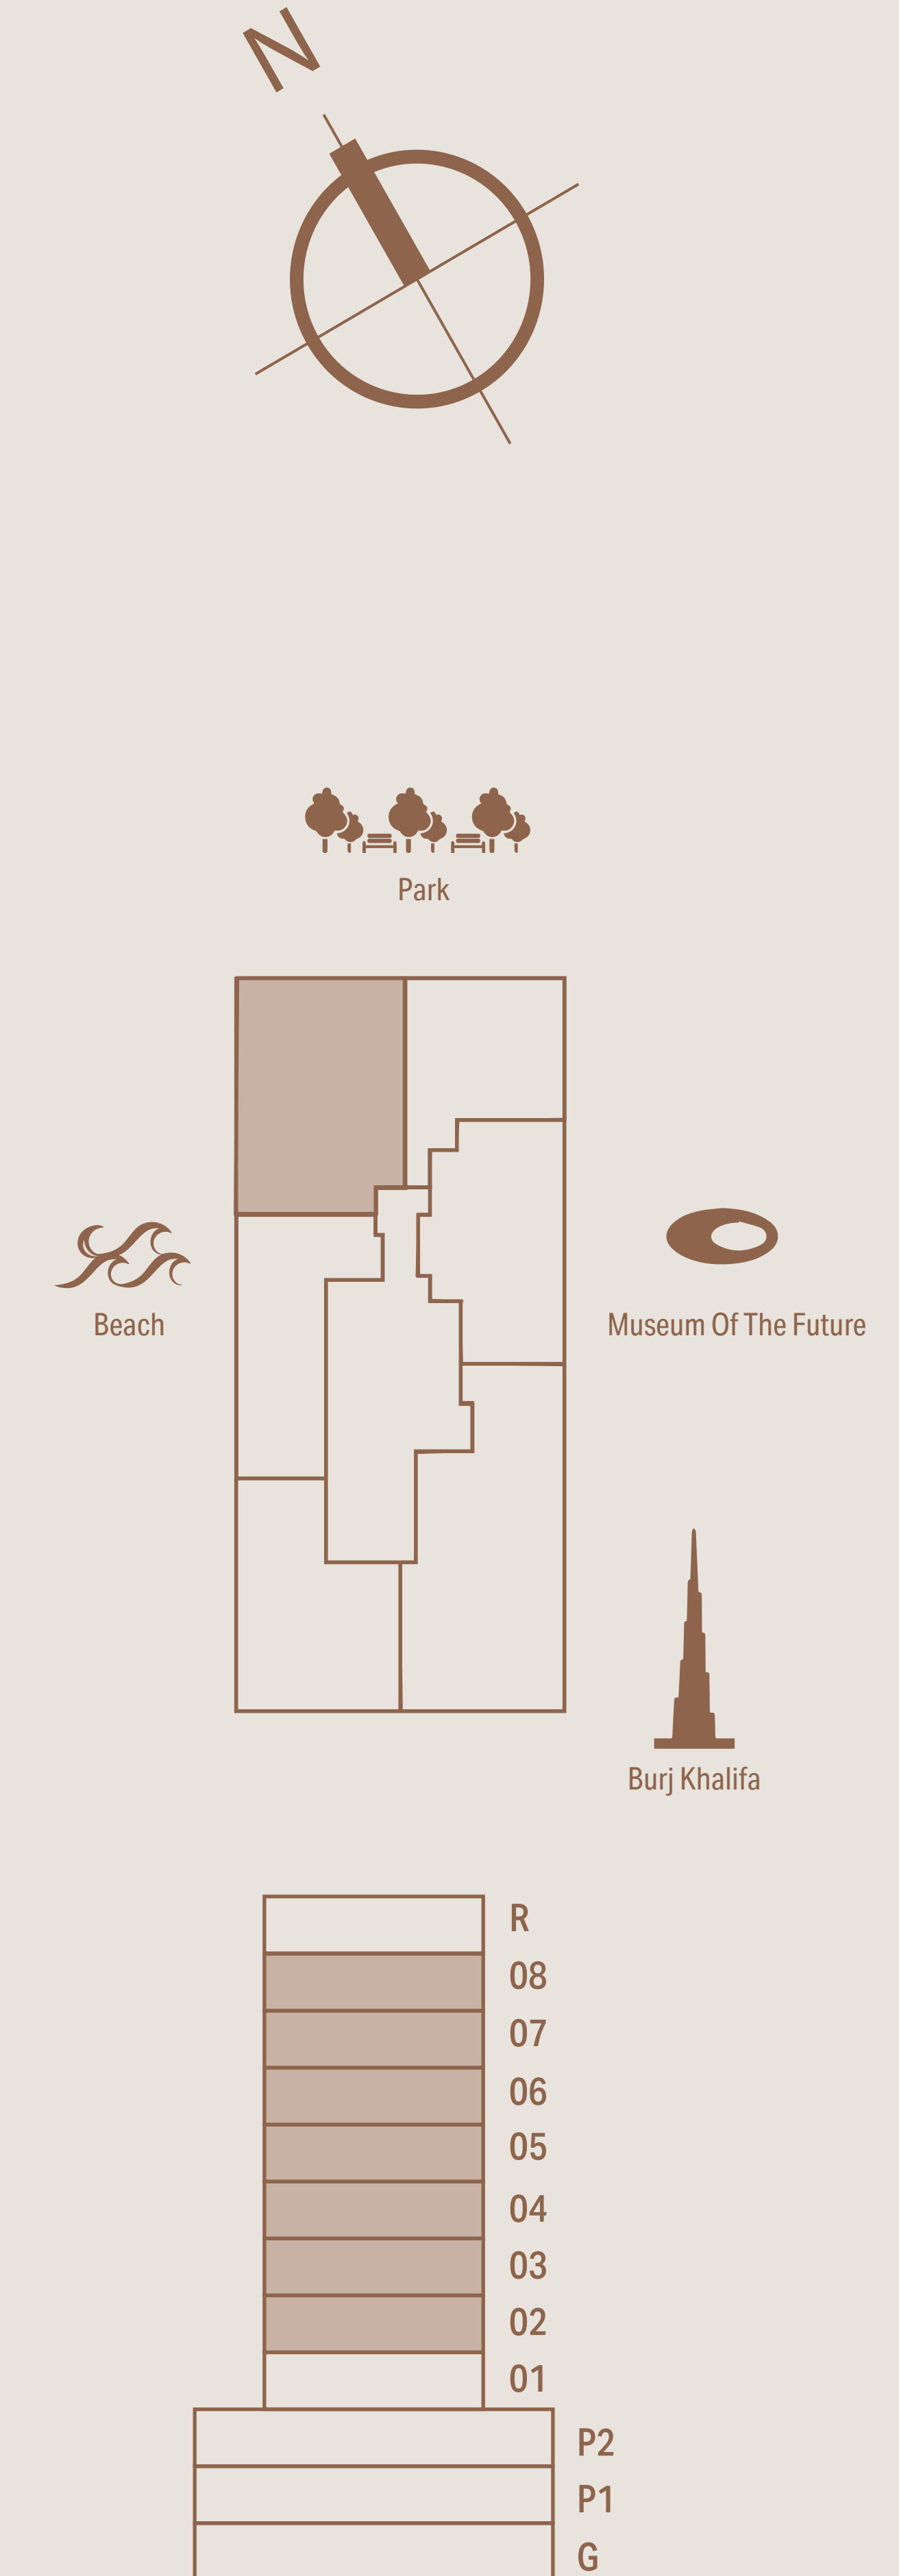 N
Park
Beach
Museum Of The Future
Burj Khalifa
R
08
07
06
05
04
03
02
01
P2
P1
G